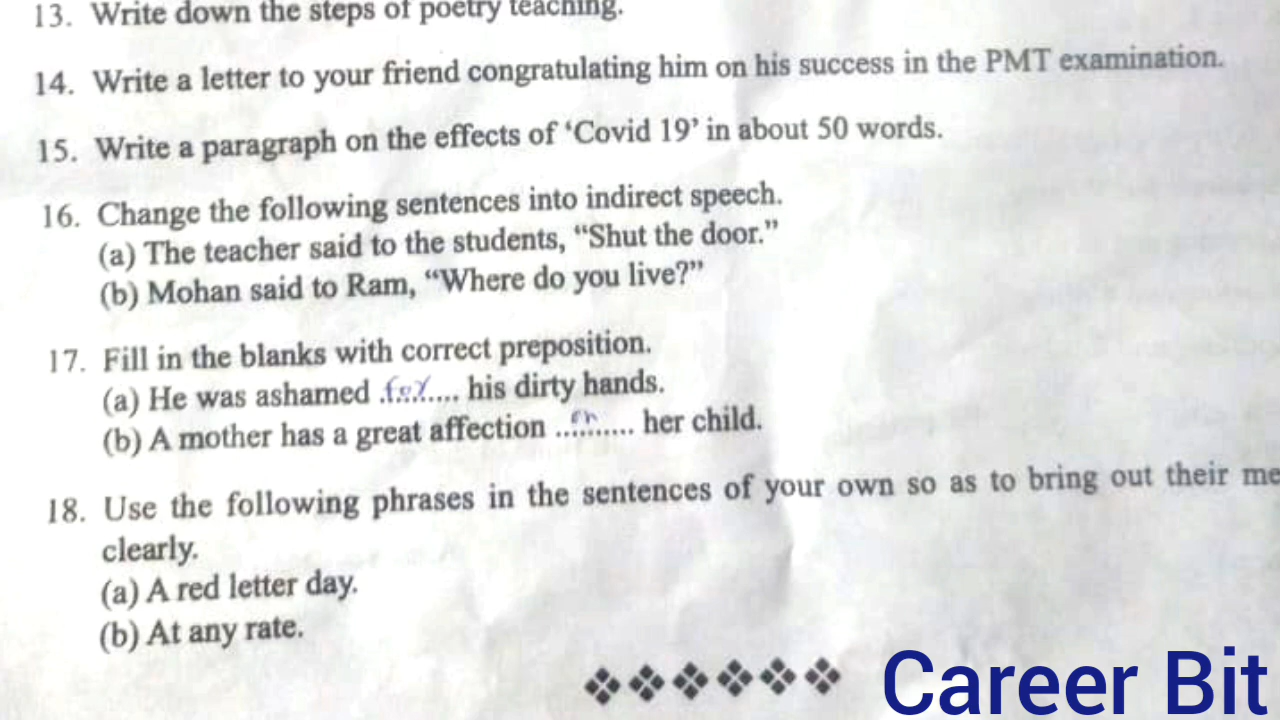 13. Write down the steps of poetry teaching.
14. Write a letter to your friend congratulating him on his success in the PMT examination.
15. Write a paragraph on the effects of ‘Covid 19’ in about 50 words.
16. Change the following sentences into indirect speech.
(a) The teacher said to the students, “Shut the door.”
(b) Mohan said to Ram, “Where do you live?”
17. Fill in the blanks with correct preposition.
(a) He was ashamed .for.... his dirty hands.
(b) A mother has a great affection .......... her child.
18. Use the following phrases in the sentences of your own so as to bring out their me
clearly.
(a) A red letter day.
(b) At any rate.
Career Bit